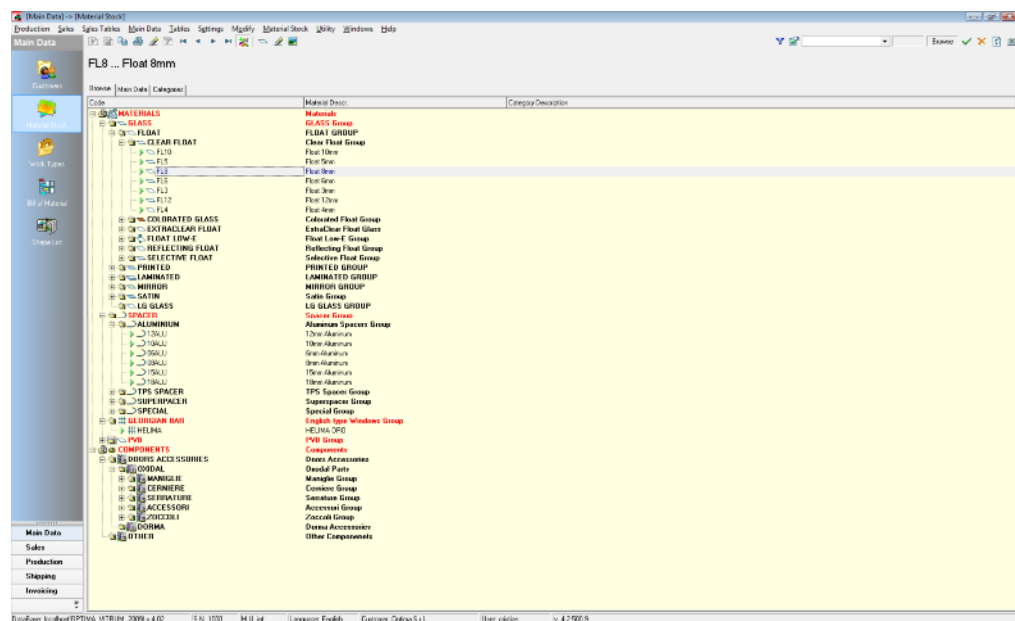 [Main Data] -> [Material Stock]
Production Sales Sales Tables Main Data Tables Settings Modify Material Stock Utility Windows Help
Main Data
Browse
FL8 ... Float 8mm
Browse Main Data Categories
Customers
Material Stock
Work Types
Bill of Material
Shape List
Code Material Descr. Category Description
MATERIALS Materials
GLASS GLASS Group
FLOAT FLOAT GROUP
CLEAR FLOAT Clear Float Group
FL10 Float 10mm
FL5 Float 5mm
FL8 Float 8mm
FL6 Float 6mm
FL3 Float 3mm
FL12 Float 12mm
FL4 Float 4mm
COLORATED GLASS Colorated Float Group
EXTRACLEAR FLOAT ExtraClear Float Glass
FLOAT LOW-E Float Low-E Group
REFLECTING FLOAT Reflecting Float Group
SELECTIVE FLOAT Selective Float Group
PRINTED PRINTED GROUP
LAMINATED LAMINATED GROUP
MIRROR MIRROR GROUP
SATIN Satin Group
LG GLASS LG GLASS GROUP
SPACER Spacer Group
ALUMINIUM Aluminum Spacers Group
12ALU 12mm Aluminum
10ALU 10mm Aluminum
06ALU 6mm Aluminum
08ALU 8mm Aluminum
15ALU 15mm Aluminum
18ALU 18mm Aluminum
TPS SPACER TPS Spacer Group
SUPERPACER Superspacer Group
SPECIAL Special Group
GEORGIAN BAR English type Windows Group
HELIMA HELIMA ORO
PVB PVB Group
COMPONENTS Components
DOORS ACCESSORIES Doors Accessories
OXIDAL Oxodal Parts
MANIGLIE Maniglie Group
CERNIERE Cerniere Group
SERRATURE Serrature Group
ACCESSORI Accessori Group
ZOCCOLI Zoccoli Group
DORMA Dorma Accessories
OTHER Other Componenets
Main Data
Sales
Production
Shipping
Invoicing
S.N. 1000 M.U. int Language: English Customer: Optima S.r.l.